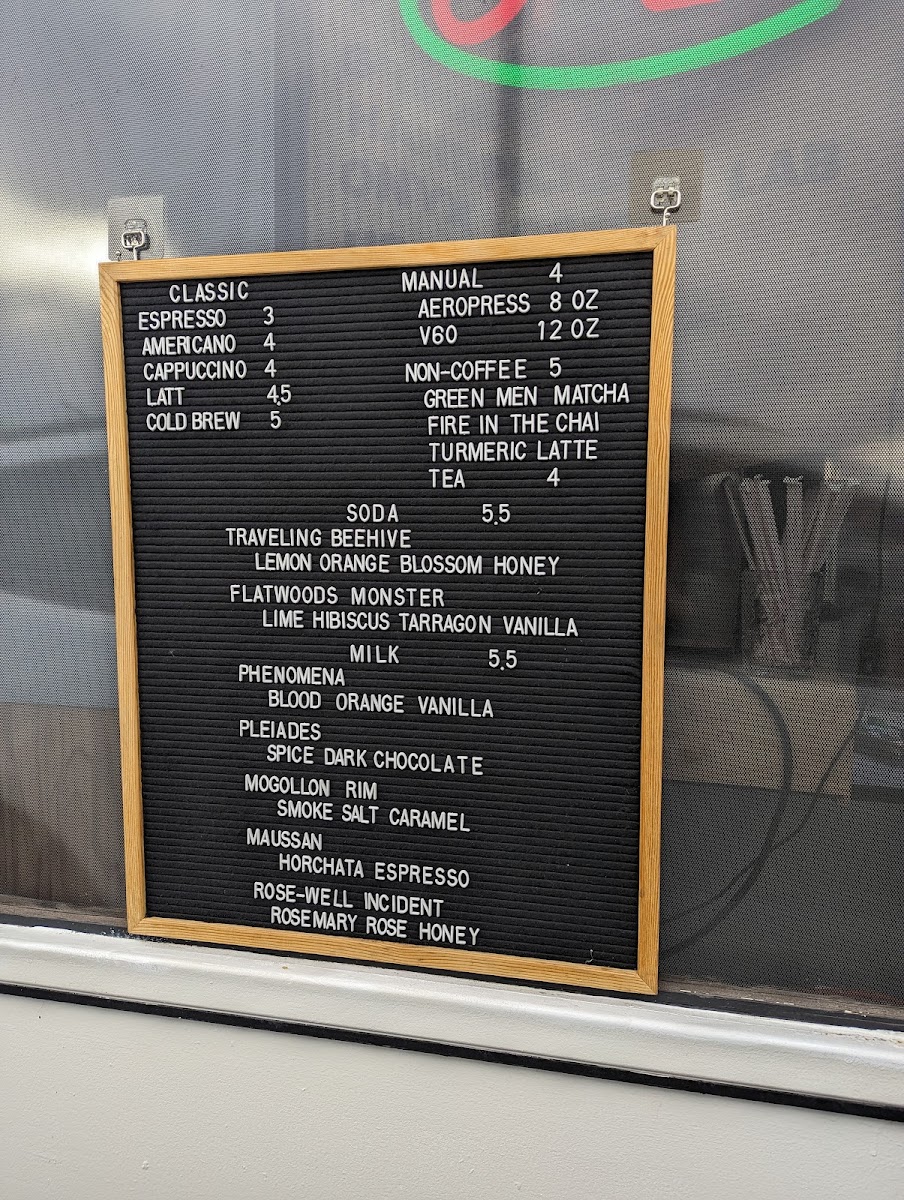 CLASSIC
ESPRESSO 3
AMERICANO 4
CAPPUCCINO 4
LATT 4.5
COLD BREW 5
MANUAL 4
AEROPRESS 8 OZ
V60 12 OZ
NON-COFFEE 5
GREEN MEN MATCHA
FIRE IN THE CHAI
TURMERIC LATTE
TEA 4
SODA 5.5
TRAVELING BEEHIVE
LEMON ORANGE BLOSSOM HONEY
FLATWOODS MONSTER
LIME HIBISCUS TARRAGON VANILLA
MILK 5.5
PHENOMENA
BLOOD ORANGE VANILLA
PLEIADES
SPICE DARK CHOCOLATE
MOGOLLON RIM
SMOKE SALT CARAMEL
MAUSSAN
HORCHATA ESPRESSO
ROSE-WELL INCIDENT
ROSEMARY ROSE HONEY